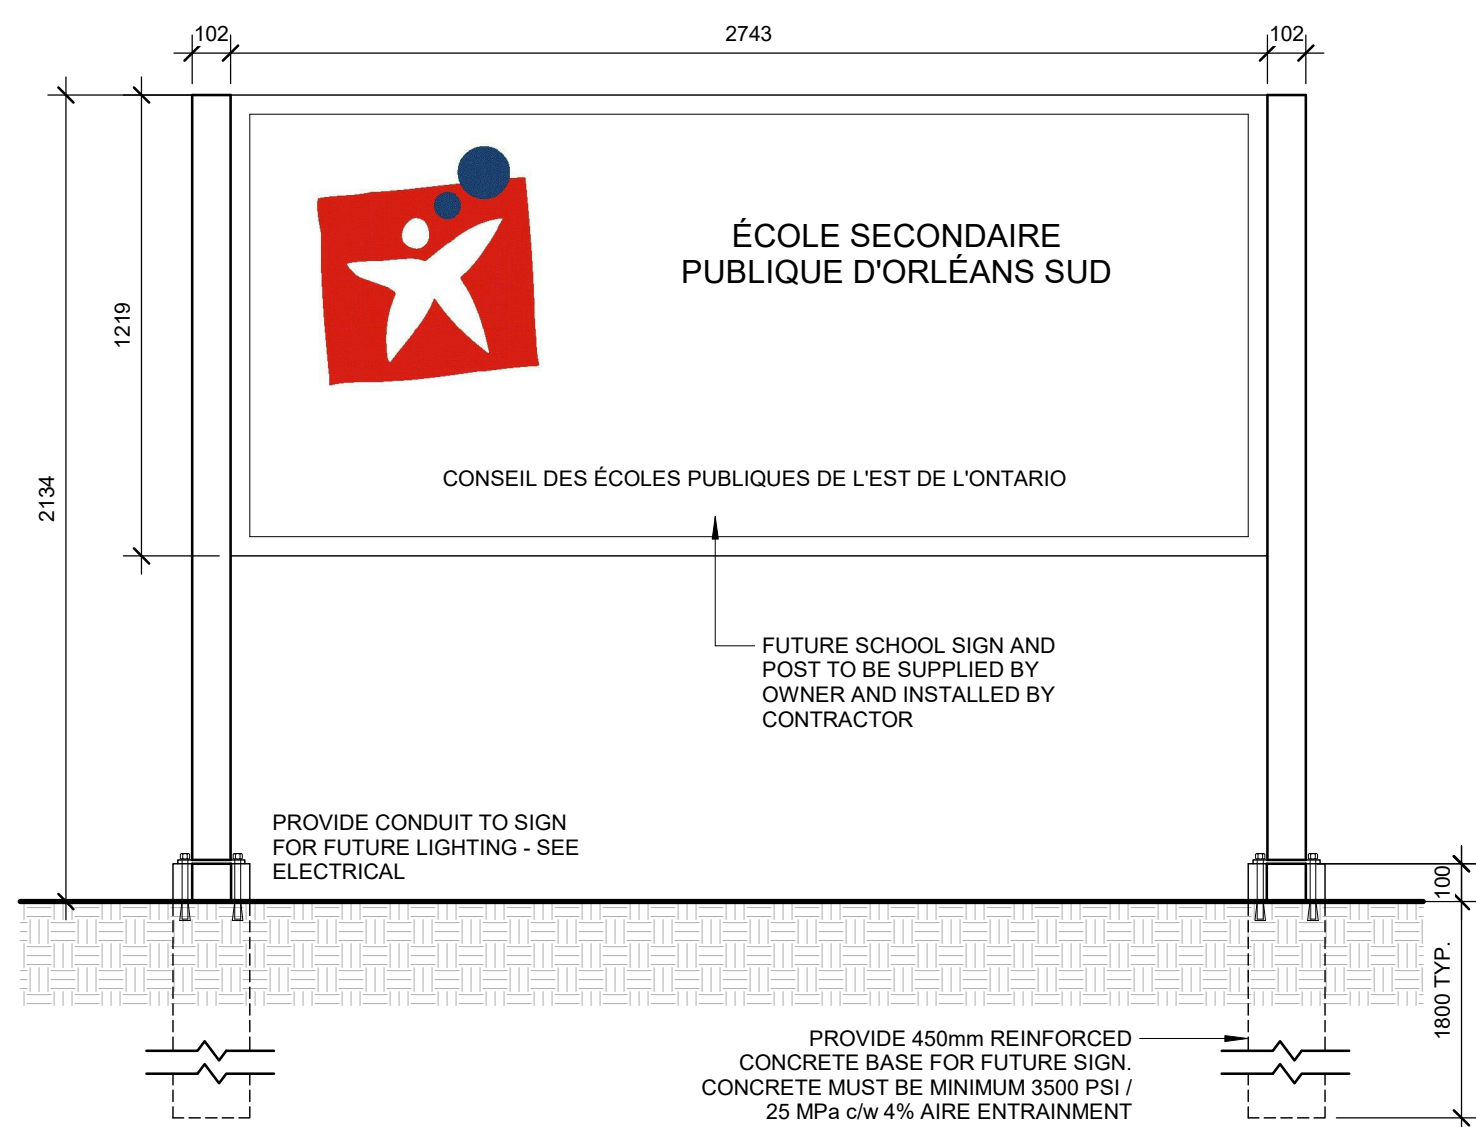 102
2743
102
1219
2134
ÉCOLE SECONDAIRE
PUBLIQUE D'ORLÉANS SUD
CONSEIL DES ÉCOLES PUBLIQUES DE L'EST DE L'ONTARIO
FUTURE SCHOOL SIGN AND
POST TO BE SUPPLIED BY
OWNER AND INSTALLED BY
CONTRACTOR
PROVIDE CONDUIT TO SIGN
FOR FUTURE LIGHTING - SEE
ELECTRICAL
100
1800 TYP.
PROVIDE 450mm REINFORCED
CONCRETE BASE FOR FUTURE SIGN.
CONCRETE MUST BE MINIMUM 3500 PSI /
25 MPa c/w 4% AIRE ENTRAINMENT